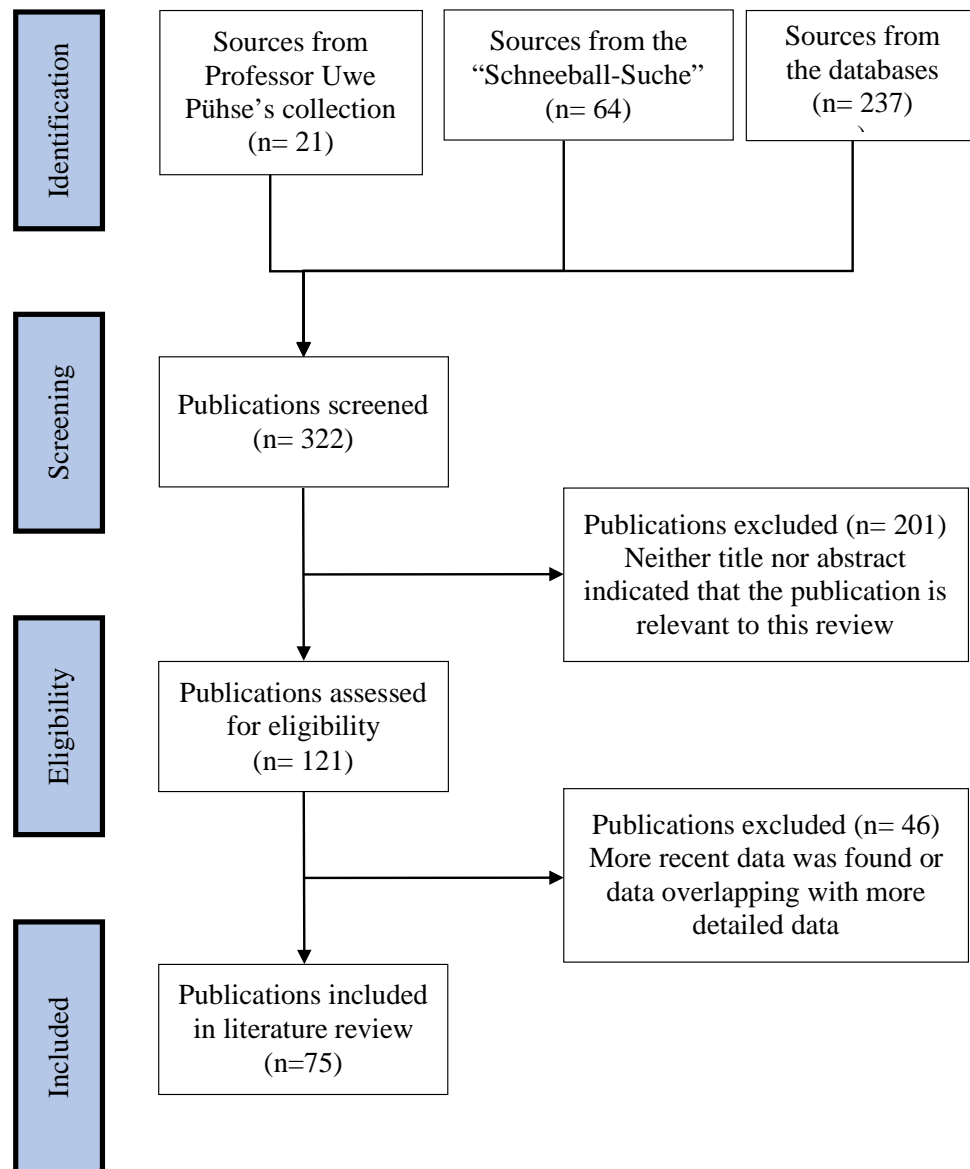 Identification
Sources from
Professor Uwe
Pühse’s collection
(n= 21)
Sources from the
“Schneeball-Suche”
(n= 64)
Sources from
the databases
(n= 237)
Screening
Publications screened
(n= 322)
Publications excluded (n= 201)
Neither title nor abstract
indicated that the publication is
relevant to this review
Eligibility
Publications assessed
for eligibility
(n= 121)
Publications excluded (n= 46)
More recent data was found or
data overlapping with more
detailed data
Included
Publications included
in literature review
(n=75)